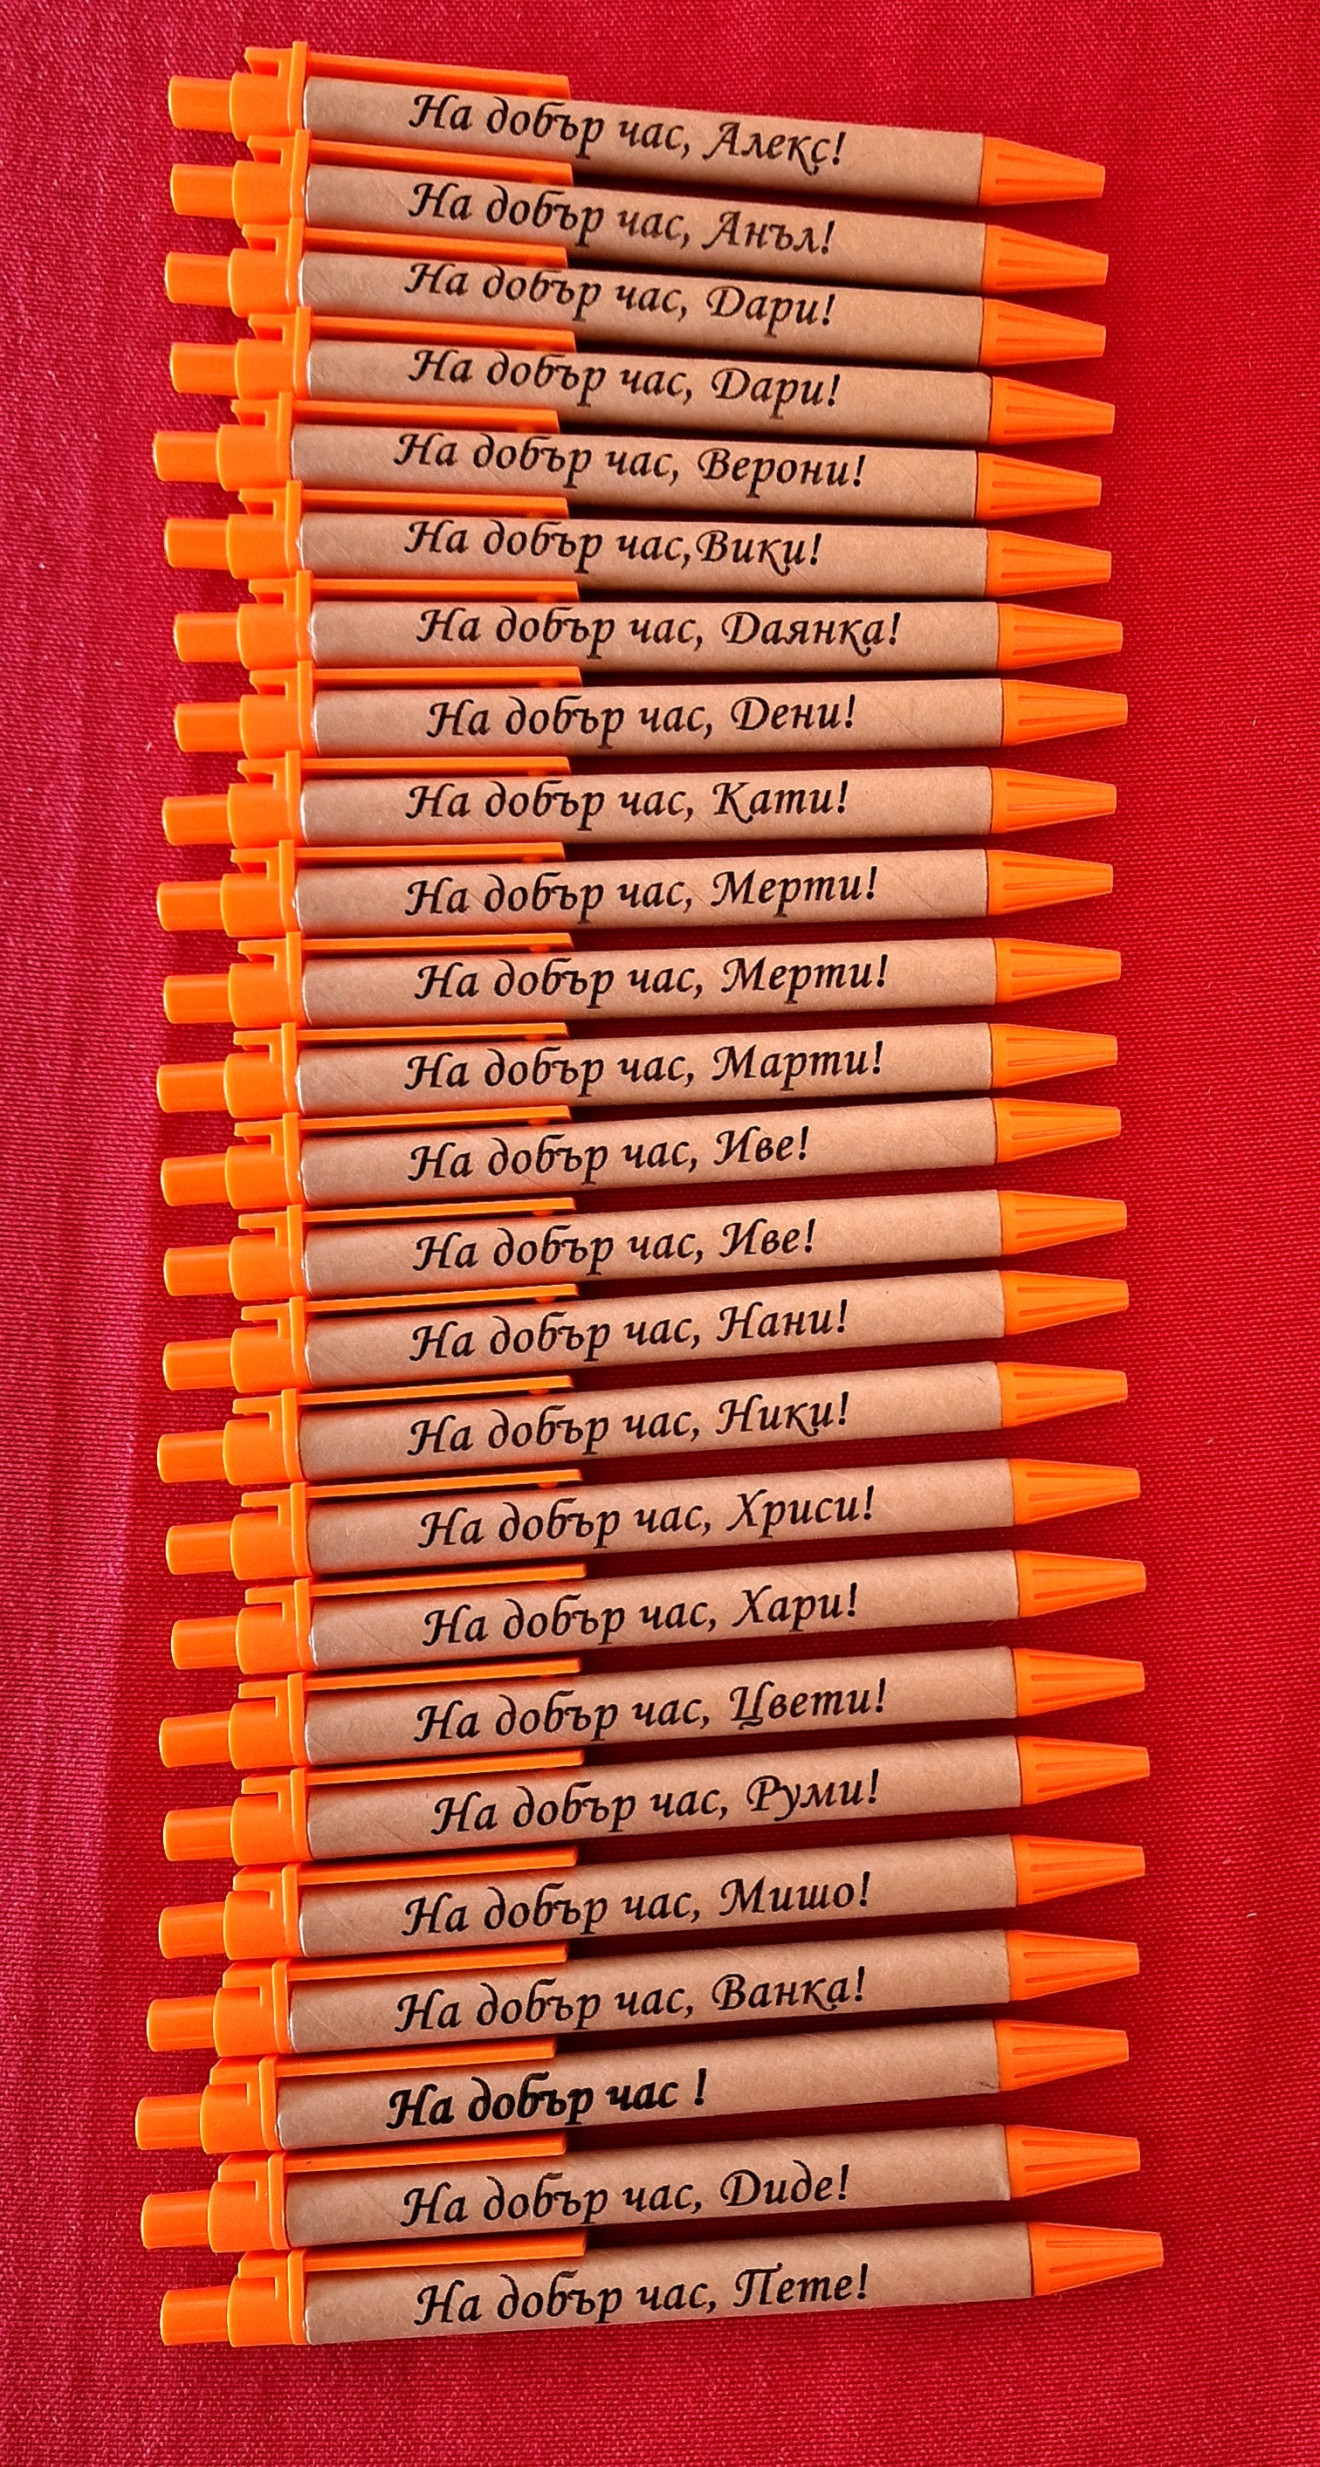 На добър час, Алекс!
На добър час, Анъл!
На добър час, Дари!
На добър час, Дари!
На добър час, Верони!
На добър час,Вики!
На добър час, Даянка!
На добър час, Дени!
На добър час, Кати!
На добър час, Мерти!
На добър час, Мерти!
На добър час, Марти!
На добър час, Иве!
На добър час, Иве!
На добър час, Нани!
На добър час, Ники!
На добър час, Хриси!
На добър час, Хари!
На добър час, Цвети!
На добър час, Руми!
На добър час, Мишо!
На добър час, Ванка!
На добър час !
На добър час, Диде!
На добър час, Пете!